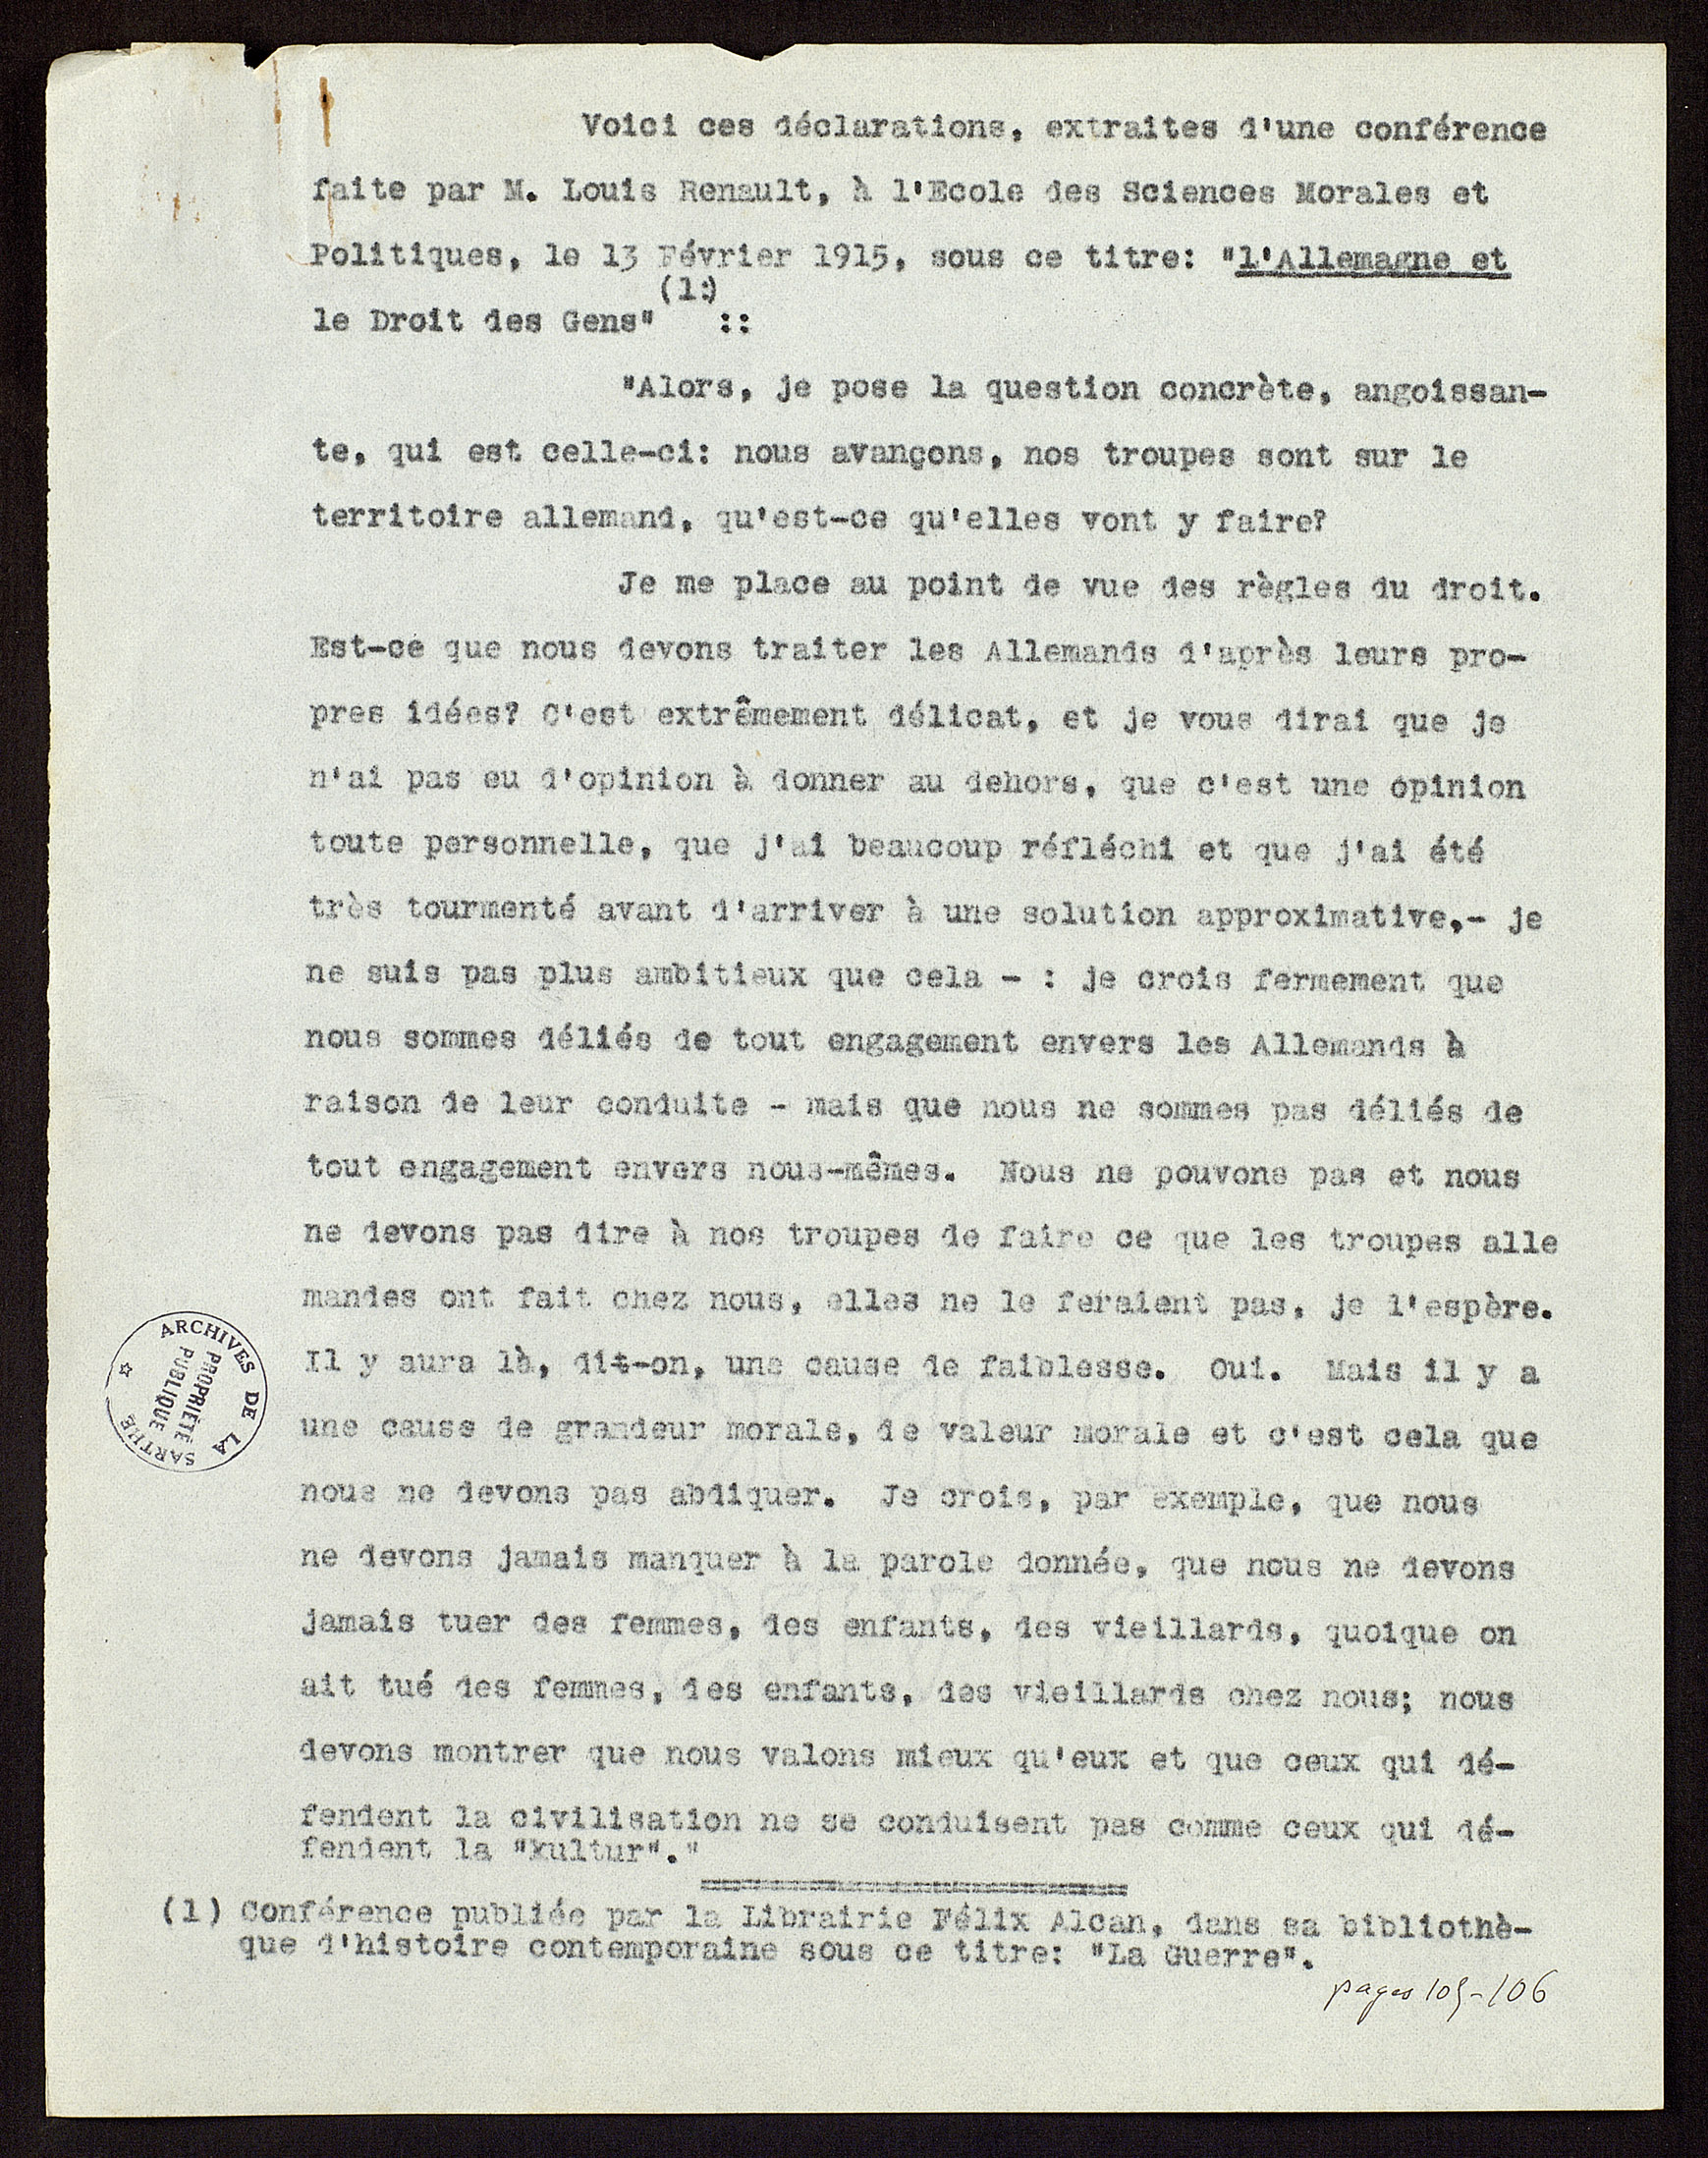 Voici ces déclarations, extraites d'une conférence
faite par M. Louis Renault, à l'Ecole des Sciences Morales et
Politiques, le 13 Février 1915, sous ce titre: "l'Allemagne et
(1:)
le Droit des Gens" ::
"Alors, je pose la question concrète, angoissan-
te, qui est celle-ci: nous avançons, nos troupes sont sur le
territoire allemand, qu'est-ce qu'elles vont y faire?
Je me place au point de vue des règles du droit.
Est-ce que nous devons traiter les Allemands d'après leurs pro-
pres idées? C'est extrêmement délicat, et je vous dirai que je
n'ai pas eu d'opinion à donner au dehors, que c'est une opinion
toute personnelle, que j'ai beaucoup réfléchi et que j'ai été
très tourmenté avant d'arriver à une solution approximative,- je
ne suis pas plus ambitieux que cela - : je crois fermement que
nous sommes déliés de tout engagement envers les Allemands à
raison de leur conduite - mais que nous ne sommes pas déliés de
tout engagement envers nous-mêmes. Nous ne pouvons pas et nous
ne devons pas dire à nos troupes de faire ce que les troupes alle
mandes ont fait chez nous, elles ne le feraient pas, je l'espère.
Il y aura là, dit-on, une cause de faiblesse. Oui. Mais il y a
une cause de grandeur morale, de valeur morale et c'est cela que
nous ne devons pas abdiquer. Je crois, par exemple, que nous
ne devons jamais manquer à la parole donnée, que nous ne devons
jamais tuer des femmes, des enfants, des vieillards, quoique on
ait tué des femmes, des enfants, des vieillards chez nous; nous
devons montrer que nous valons mieux qu'eux et que ceux qui dé-
fendent la civilisation ne se conduisent pas comme ceux qui dé-
fendent la "kultur"."
(1) Conférence publiée par la Librairie Félix Alcan, dans sa bibliothè-
que d'histoire contemporaine sous ce titre: "La Guerre".
pages 105-106
ARCHIVES DE LA SARTHE
PROPRIÉTÉ
PUBLIQUE